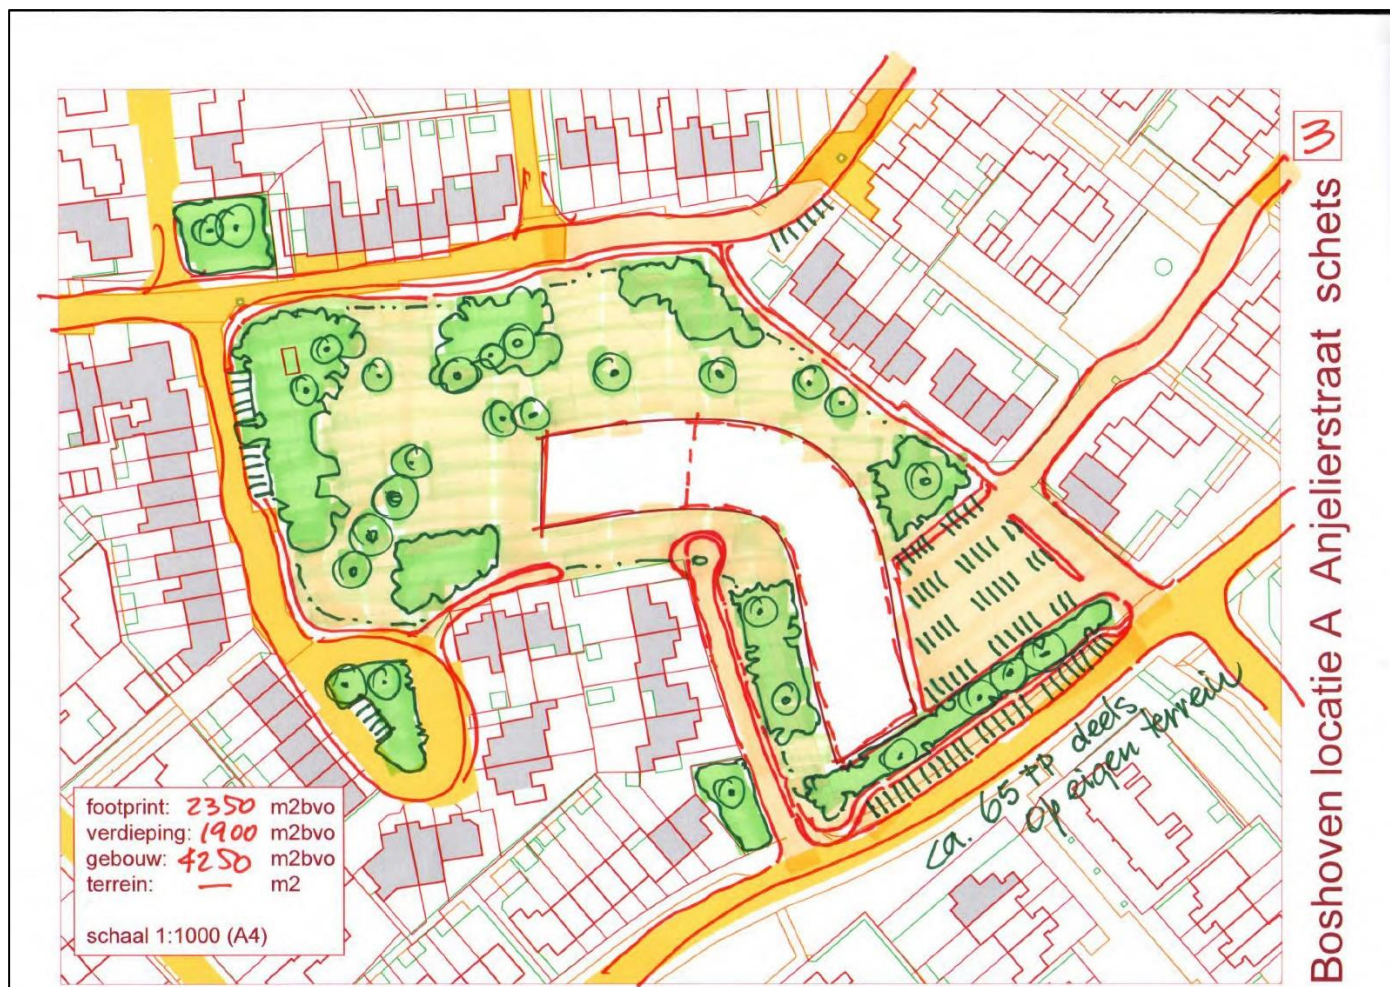 Boshoven locatie A Anjelierstraat schets 3
ca. 65 pp deels
op eigen terrein
footprint: 2350 m2bvo
verdieping: 1900 m2bvo
gebouw: 4250 m2bvo
terrein: — m2
schaal 1:1000 (A4)